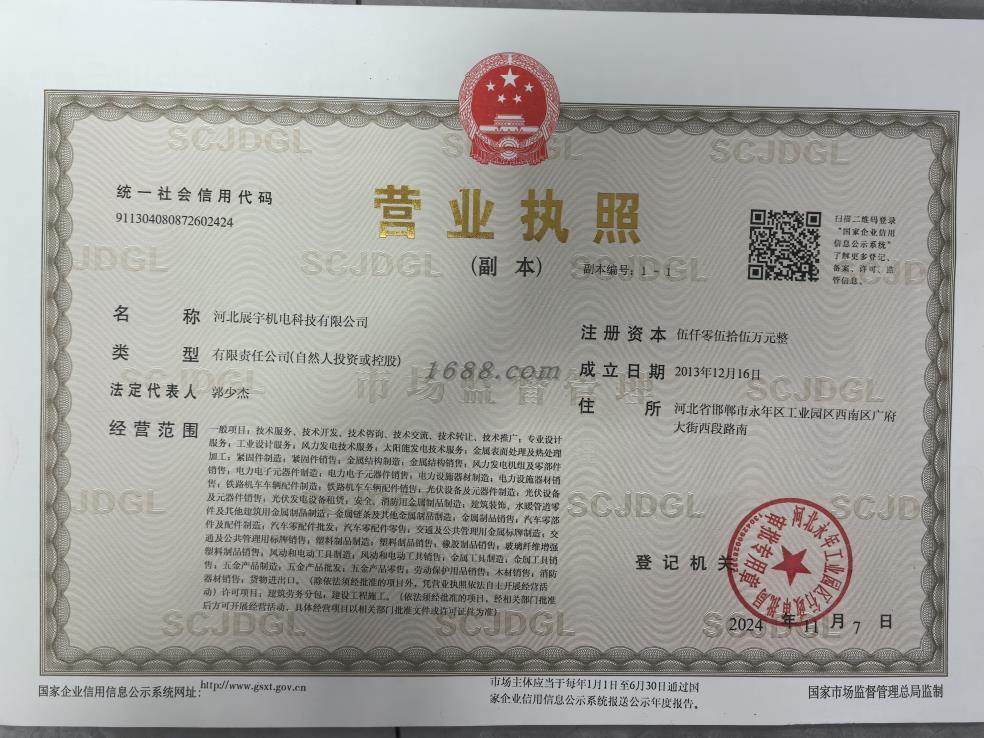 统一社会信用代码
911304080872602424
营业执照
(副 本)
副本编号：1－1
扫描二维码登录
"国家企业信用
信息公示系统"
了解更多登记、
备案、许可、监
管信息。
名 称 河北展宇机电科技有限公司
类 型 有限责任公司(自然人投资或控股)
法定代表人 郭少杰
经营范围 一般项目：技术服务、技术开发、技术咨询、技术交流、技术转让、技术推广；专业设计
服务；工业设计服务；风力发电技术服务；太阳能发电技术服务；金属表面处理及热处理
加工；紧固件制造；紧固件销售；金属结构制造；金属结构销售；风力发电机组及零部件
销售；电力电子元器件制造；电力电子元器件销售；电力设施器材制造；电力设施器材销
售；铁路机车车辆配件制造；铁路机车车辆配件销售；光伏设备及元器件制造；光伏设备
及元器件销售；光伏发电设备租赁；安全、消防用金属制品制造；建筑装饰、水暖管道零
件及其他建筑用金属制品制造；金属链条及其他金属制品制造；金属制品销售；汽车零部
件及配件制造；汽车零配件批发；汽车零配件零售；交通及公共管理用金属标牌制造；交
通及公共管理用标牌销售；塑料制品制造；塑料制品销售；橡胶制品销售；玻璃纤维增强
塑料制品销售；风动和电动工具制造；风动和电动工具销售；金属工具制造；金属工具销
售；五金产品制造；五金产品批发；五金产品零售；劳动保护用品销售；木材销售；消防
器材销售；货物进出口。（除依法须经批准的项目外，凭营业执照依法自主开展经营活
动）许可项目：建筑劳务分包；建设工程施工。（依法须经批准的项目，经相关部门批准
后方可开展经营活动，具体经营项目以相关部门批准文件或许可证件为准）
注册资本 伍仟零伍拾伍万元整
成立日期 2013年12月16日
住 所 河北省邯郸市永年区工业园区西南区广府
大街西段路南
1688.com
市场监督管理
SCJDGL
登记机关
河北永年工业园区行政审批局
审批专用章
2024 年 11 月 7 日
国家企业信用信息公示系统网址：http://www.gsxt.gov.cn
市场主体应当于每年1月1日至6月30日通过国
家企业信用信息公示系统报送公示年度报告。
国家市场监督管理总局监制